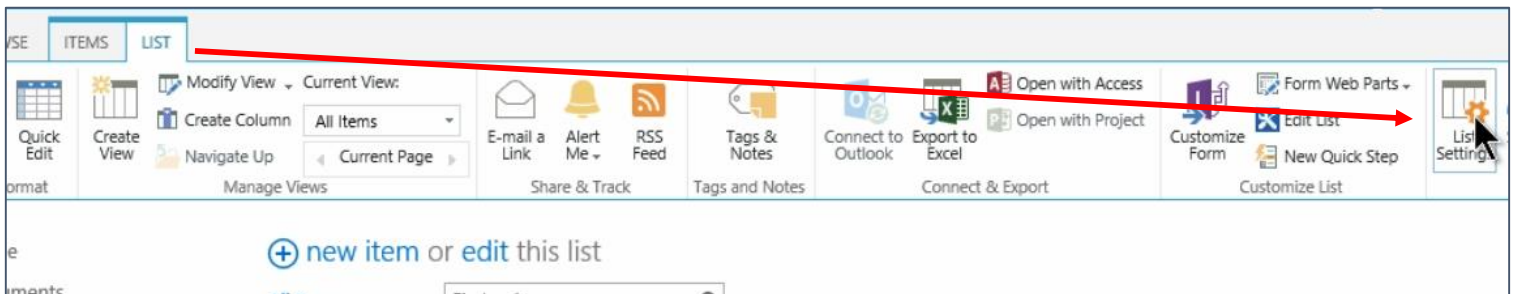 ITEMS LIST
Modify View Current View:
Create Column All Items
Navigate Up Current Page
Quick Edit
Create View
E-mail a Link
Alert Me
RSS Feed
Tags & Notes
Connect to Outlook
Export to Excel
Open with Access
Open with Project
Customize Form
Form Web Parts
Edit List
New Quick Step
List Settings
Manage Views Share & Track Tags and Notes Connect & Export Customize List
new item or edit this list